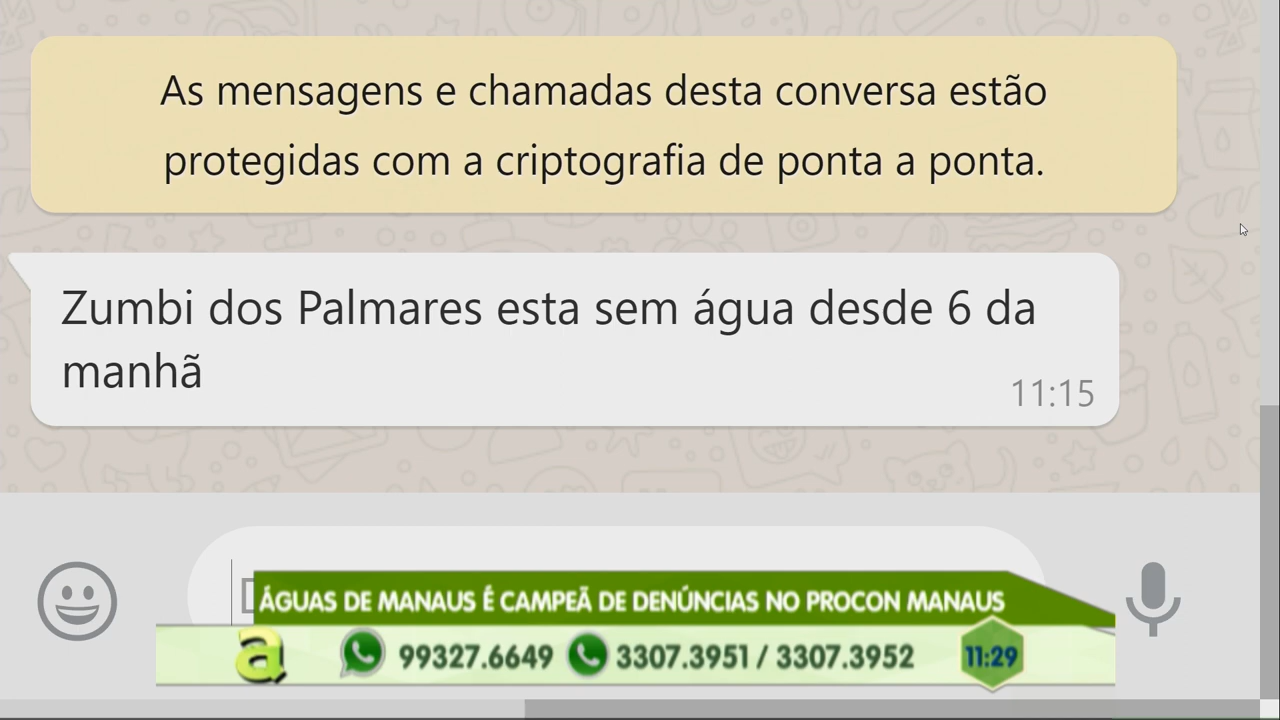 As mensagens e chamadas desta conversa estão
protegidas com a criptografia de ponta a ponta.
Zumbi dos Palmares esta sem água desde 6 da
manhã
11:15
ÁGUAS DE MANAUS É CAMPEÃ DE DENÚNCIAS NO PROCON MANAUS
a 99327.6649 3307.3951 / 3307.3952 11:29